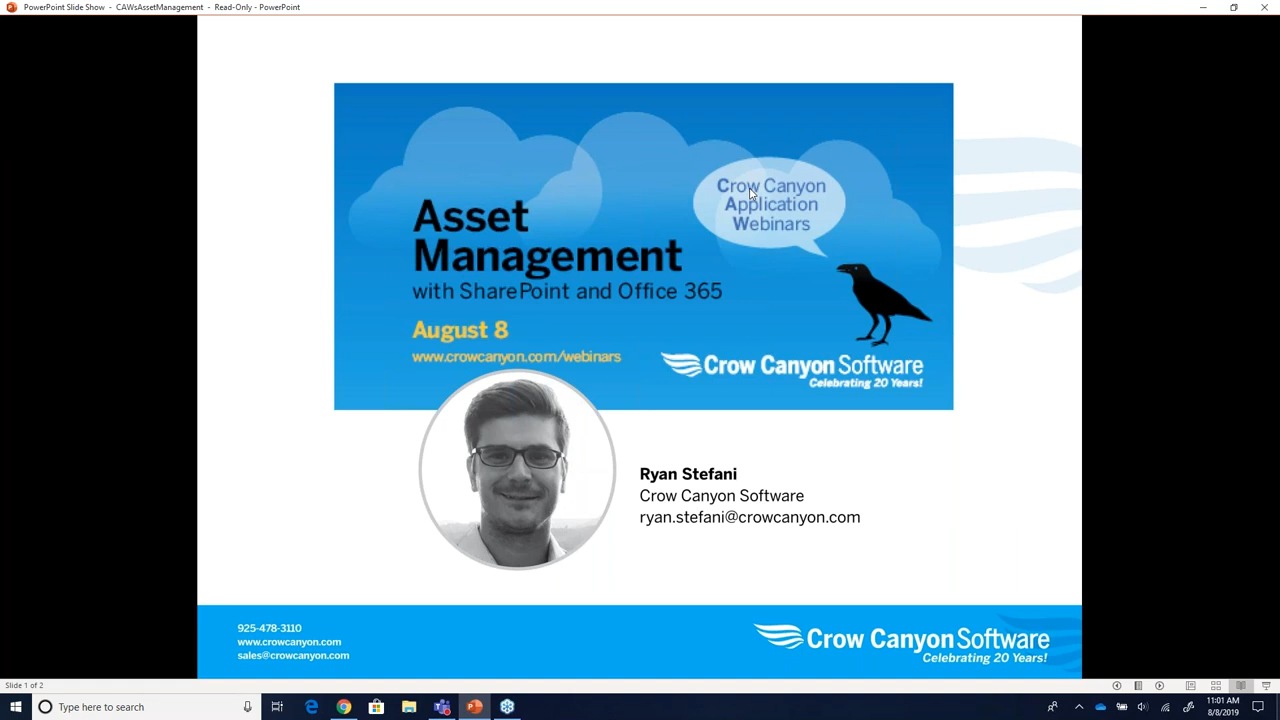 PowerPoint Slide Show - CAWsAssetManagement - Read-Only - PowerPoint
Crow Canyon
Application
Webinars
Asset
Management
with SharePoint and Office 365
August 8
www.crowcanyon.com/webinars
Crow Canyon Software
Celebrating 20 Years!
Ryan Stefani
Crow Canyon Software
ryan.stefani@crowcanyon.com
925-478-3110
www.crowcanyon.com
sales@crowcanyon.com
Crow Canyon Software
Celebrating 20 Years!
Slide 1 of 2
Type here to search
11:01 AM
8/8/2019